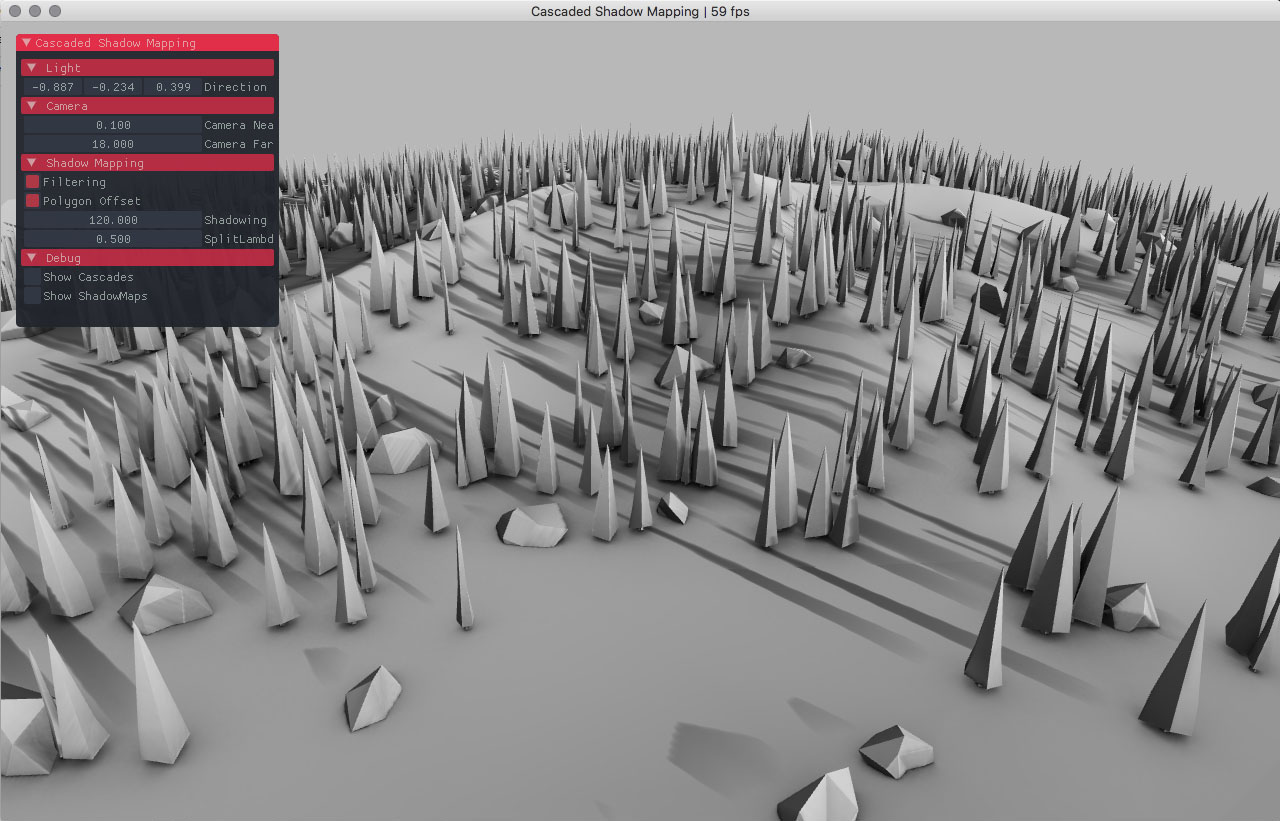 Cascaded Shadow Mapping | 59 fps
Cascaded Shadow Mapping
Light
-0.887 -0.234 0.399 Direction
Camera
0.100 Camera Nea
18.000 Camera Far
Shadow Mapping
Filtering
Polygon Offset
120.000 Shadowing
0.500 SplitLambd
Debug
Show Cascades
Show ShadowMaps